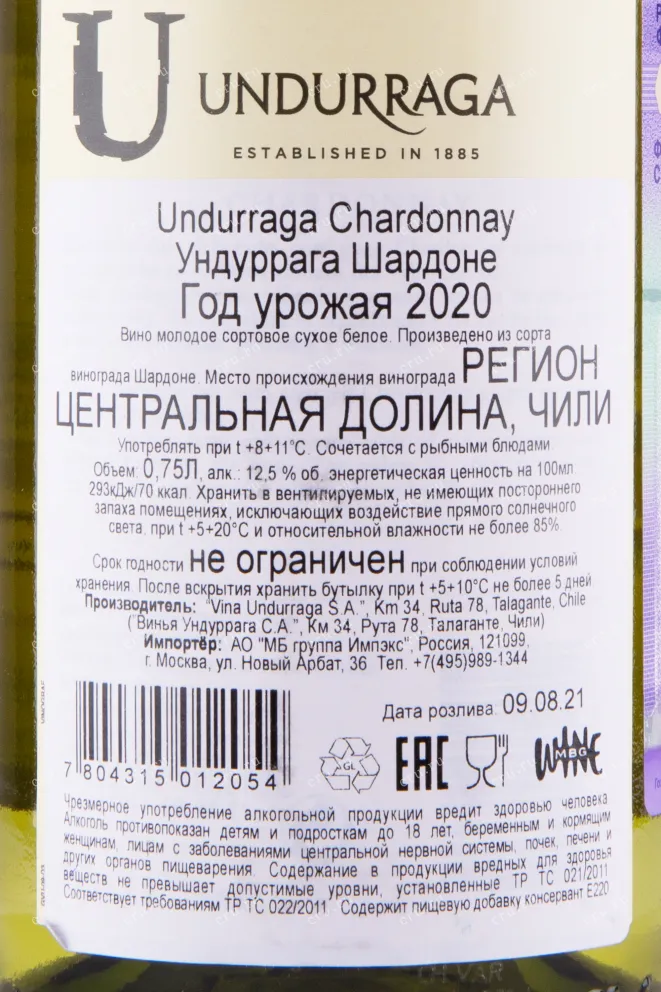 U UNDURRAGA
ESTABLISHED IN 1885
Undurraga Chardonnay
Ундуррага Шардоне
Год урожая 2020
Вино молодое сортовое сухое белое. Произведено из сорта
винограда Шардоне. Место происхождения винограда РЕГИОН
ЦЕНТРАЛЬНАЯ ДОЛИНА, ЧИЛИ
Употреблять при t +8+11°C. Сочетается с рыбными блюдами.
Объем: 0,75Л, алк.: 12,5 % об., энергетическая ценность на 100мл
293кДж/70 ккал. Хранить в вентилируемых, не имеющих постороннего
запаха помещениях, исключающих воздействие прямого солнечного
света, при t +5+20°C и относительной влажности не более 85%.
Срок годности не ограничен при соблюдении условий
хранения. После вскрытия хранить бутылку при t +5+10°C не более 5 дней
Производитель: "Vina Undurraga S.A.", Km 34, Ruta 78, Talagante, Chile
("Винья Ундуррага С.А.", Км 34, Рута 78, Талаганте, Чили)
Импортёр: АО "МБ группа Импэкс", Россия, 121099,
г. Москва, ул. Новый Арбат, 36 Тел. +7(495)989-1344
Дата розлива: 09.08.21
7 804315 012054
GL
EAC
WINE
MBG
Чрезмерное употребление алкогольной продукции вредит здоровью человека
Алкоголь противопоказан детям и подросткам до 18 лет, беременным и кормящим
женщинам, лицам с заболеваниями центральной нервной системы, почек, печени и
других органов пищеварения. Содержание в продукции вредных для здоровья
веществ не превышает допустимые уровни, установленные ТР ТС 021/2011
Соответствует требованиям ТР ТС 022/2011 Содержит пищевую добавку консервант Е220